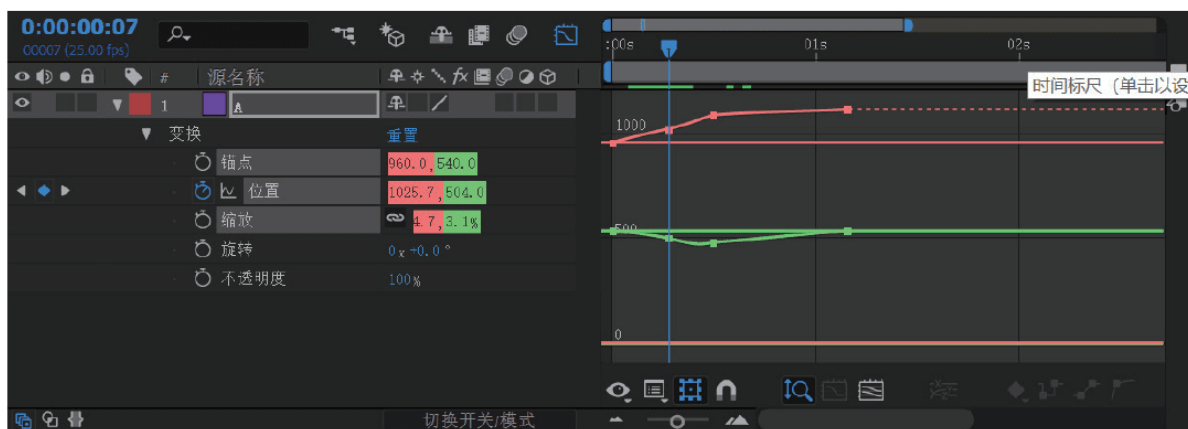 0:00:00:07
00007 (25.00 fps)
:00s 01s 02s
# 源名称 fx
时间标尺 (单击以设
1 A
变换 重置
锚点 960.0,540.0
位置 1025.7,504.0
缩放 4.7,3.1%
旋转 0x+0.0°
不透明度 100%
1000
500
0
切换开关/模式